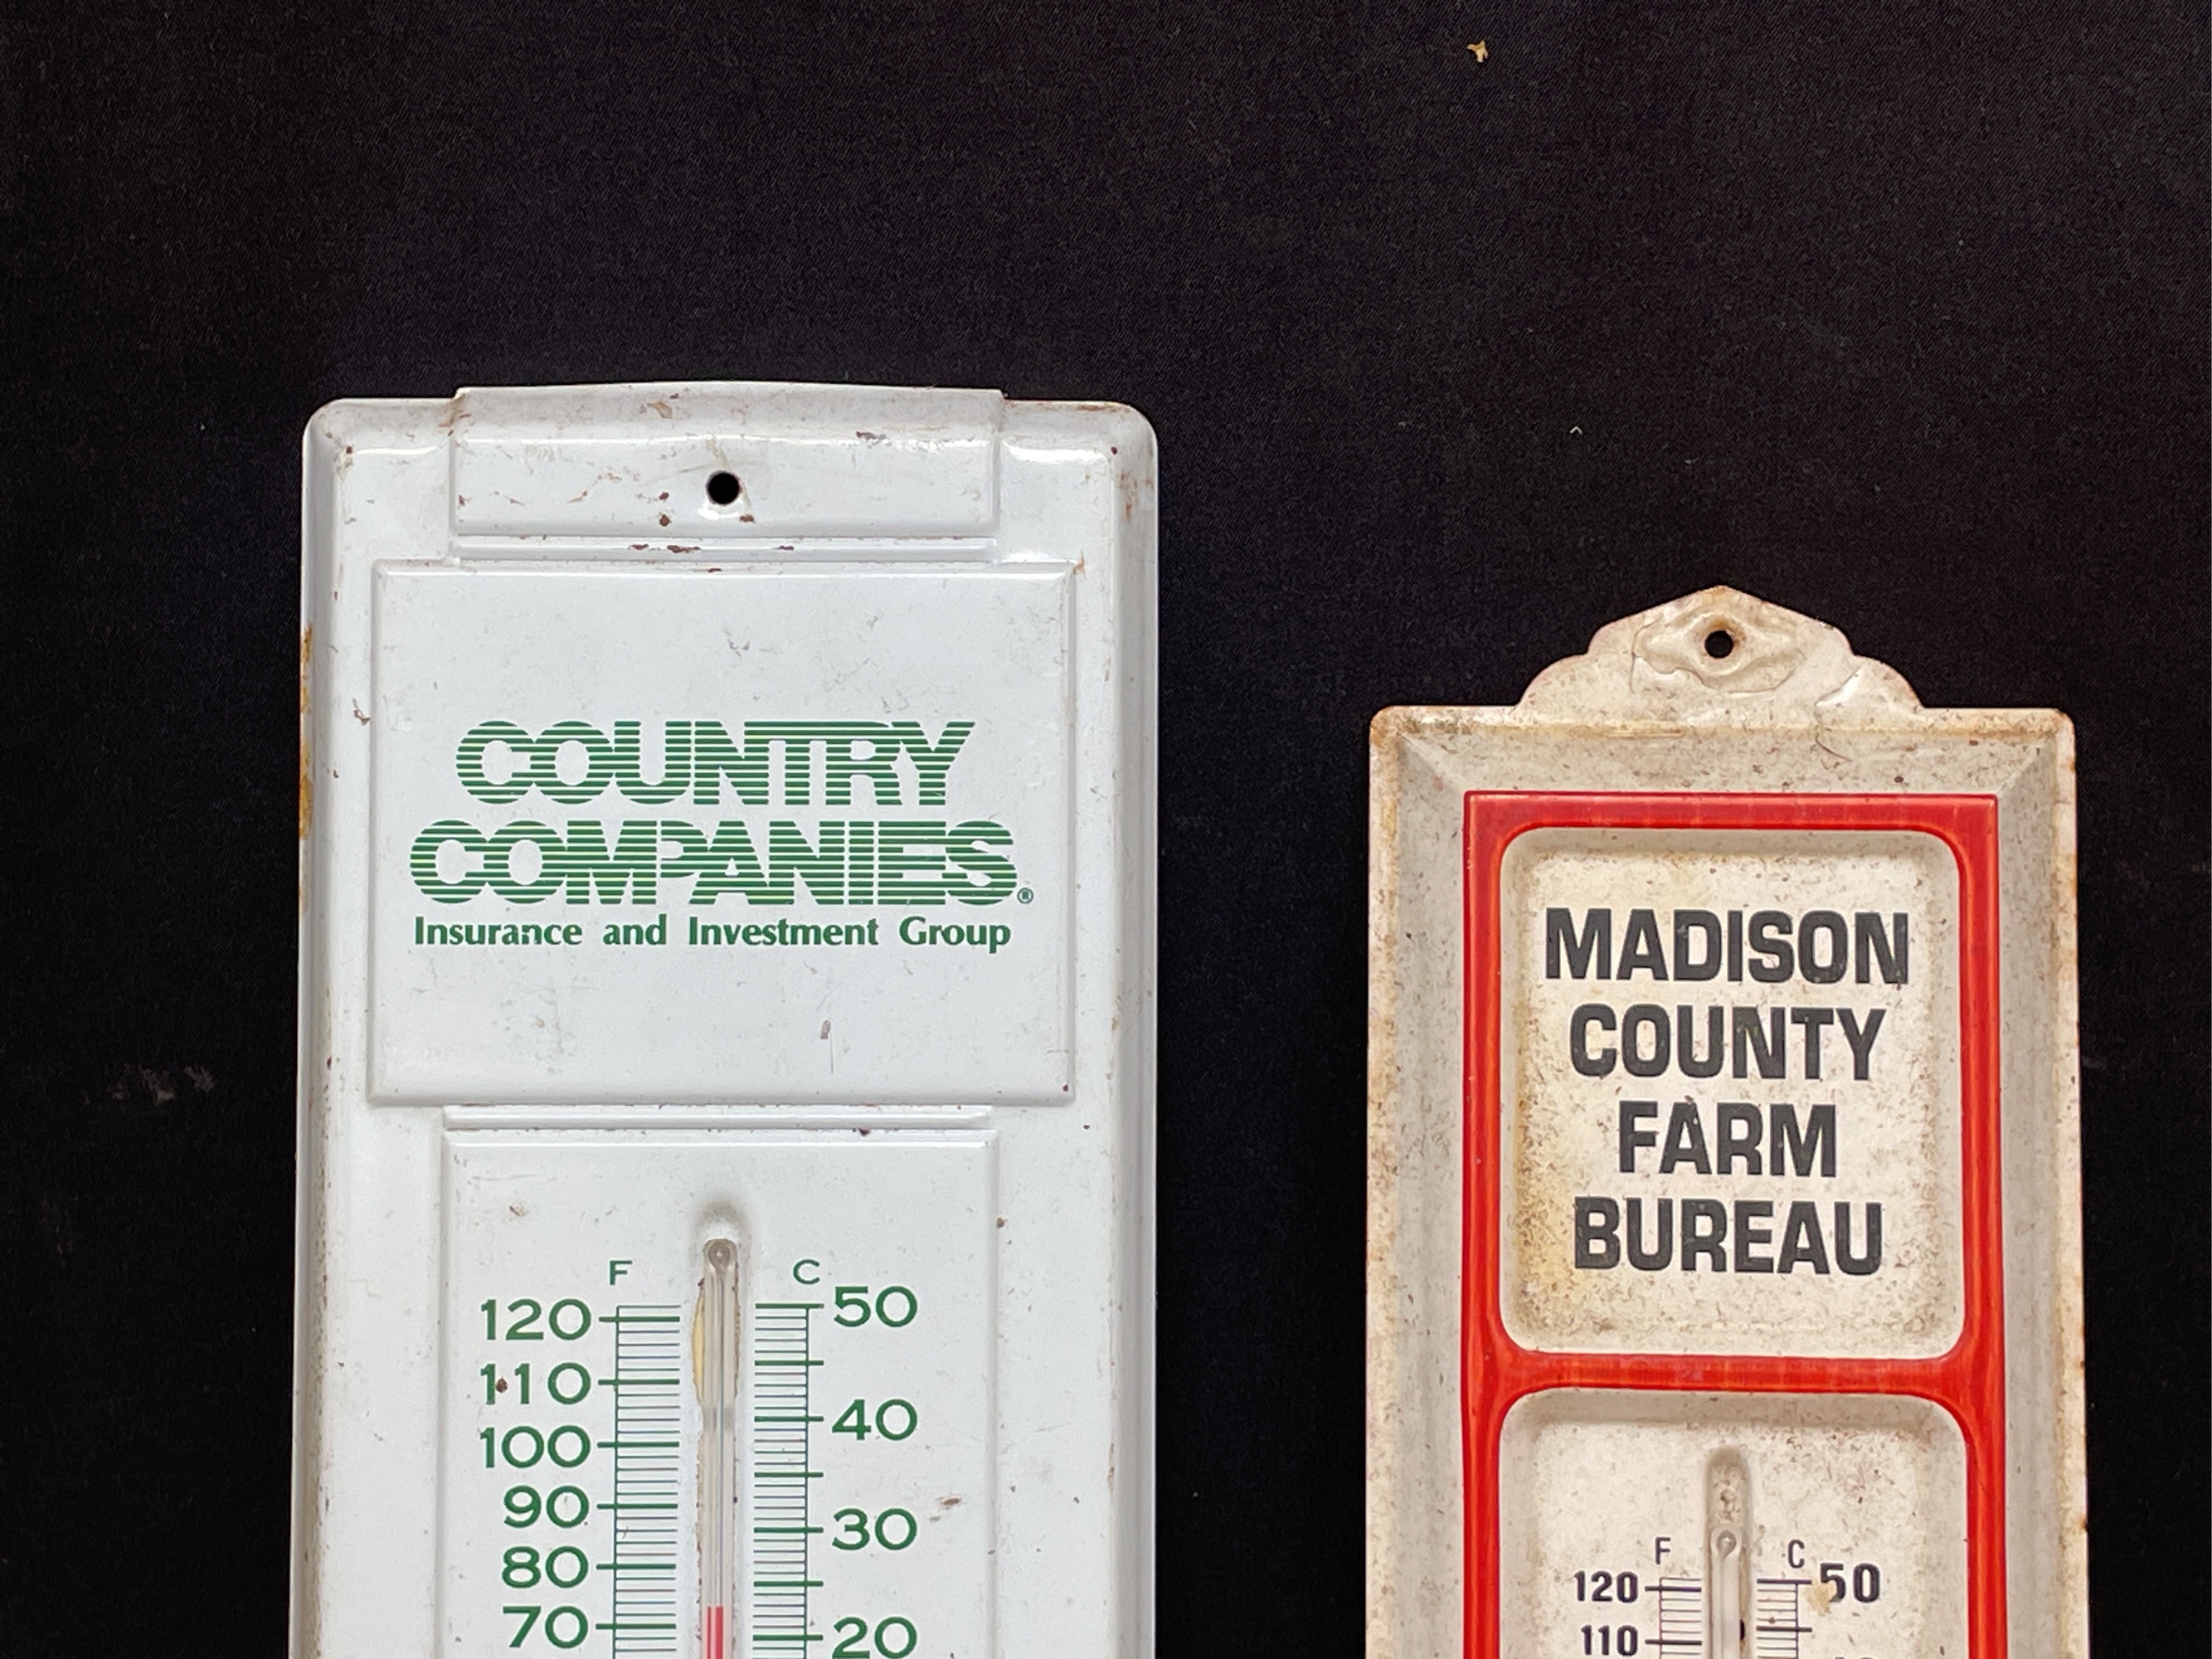 COUNTRY
COMPANIES®
Insurance and Investment Group
F C
120 50
110
100 40
90
80 30
70 20
MADISON
COUNTY
FARM
BUREAU
F C
120 50
110